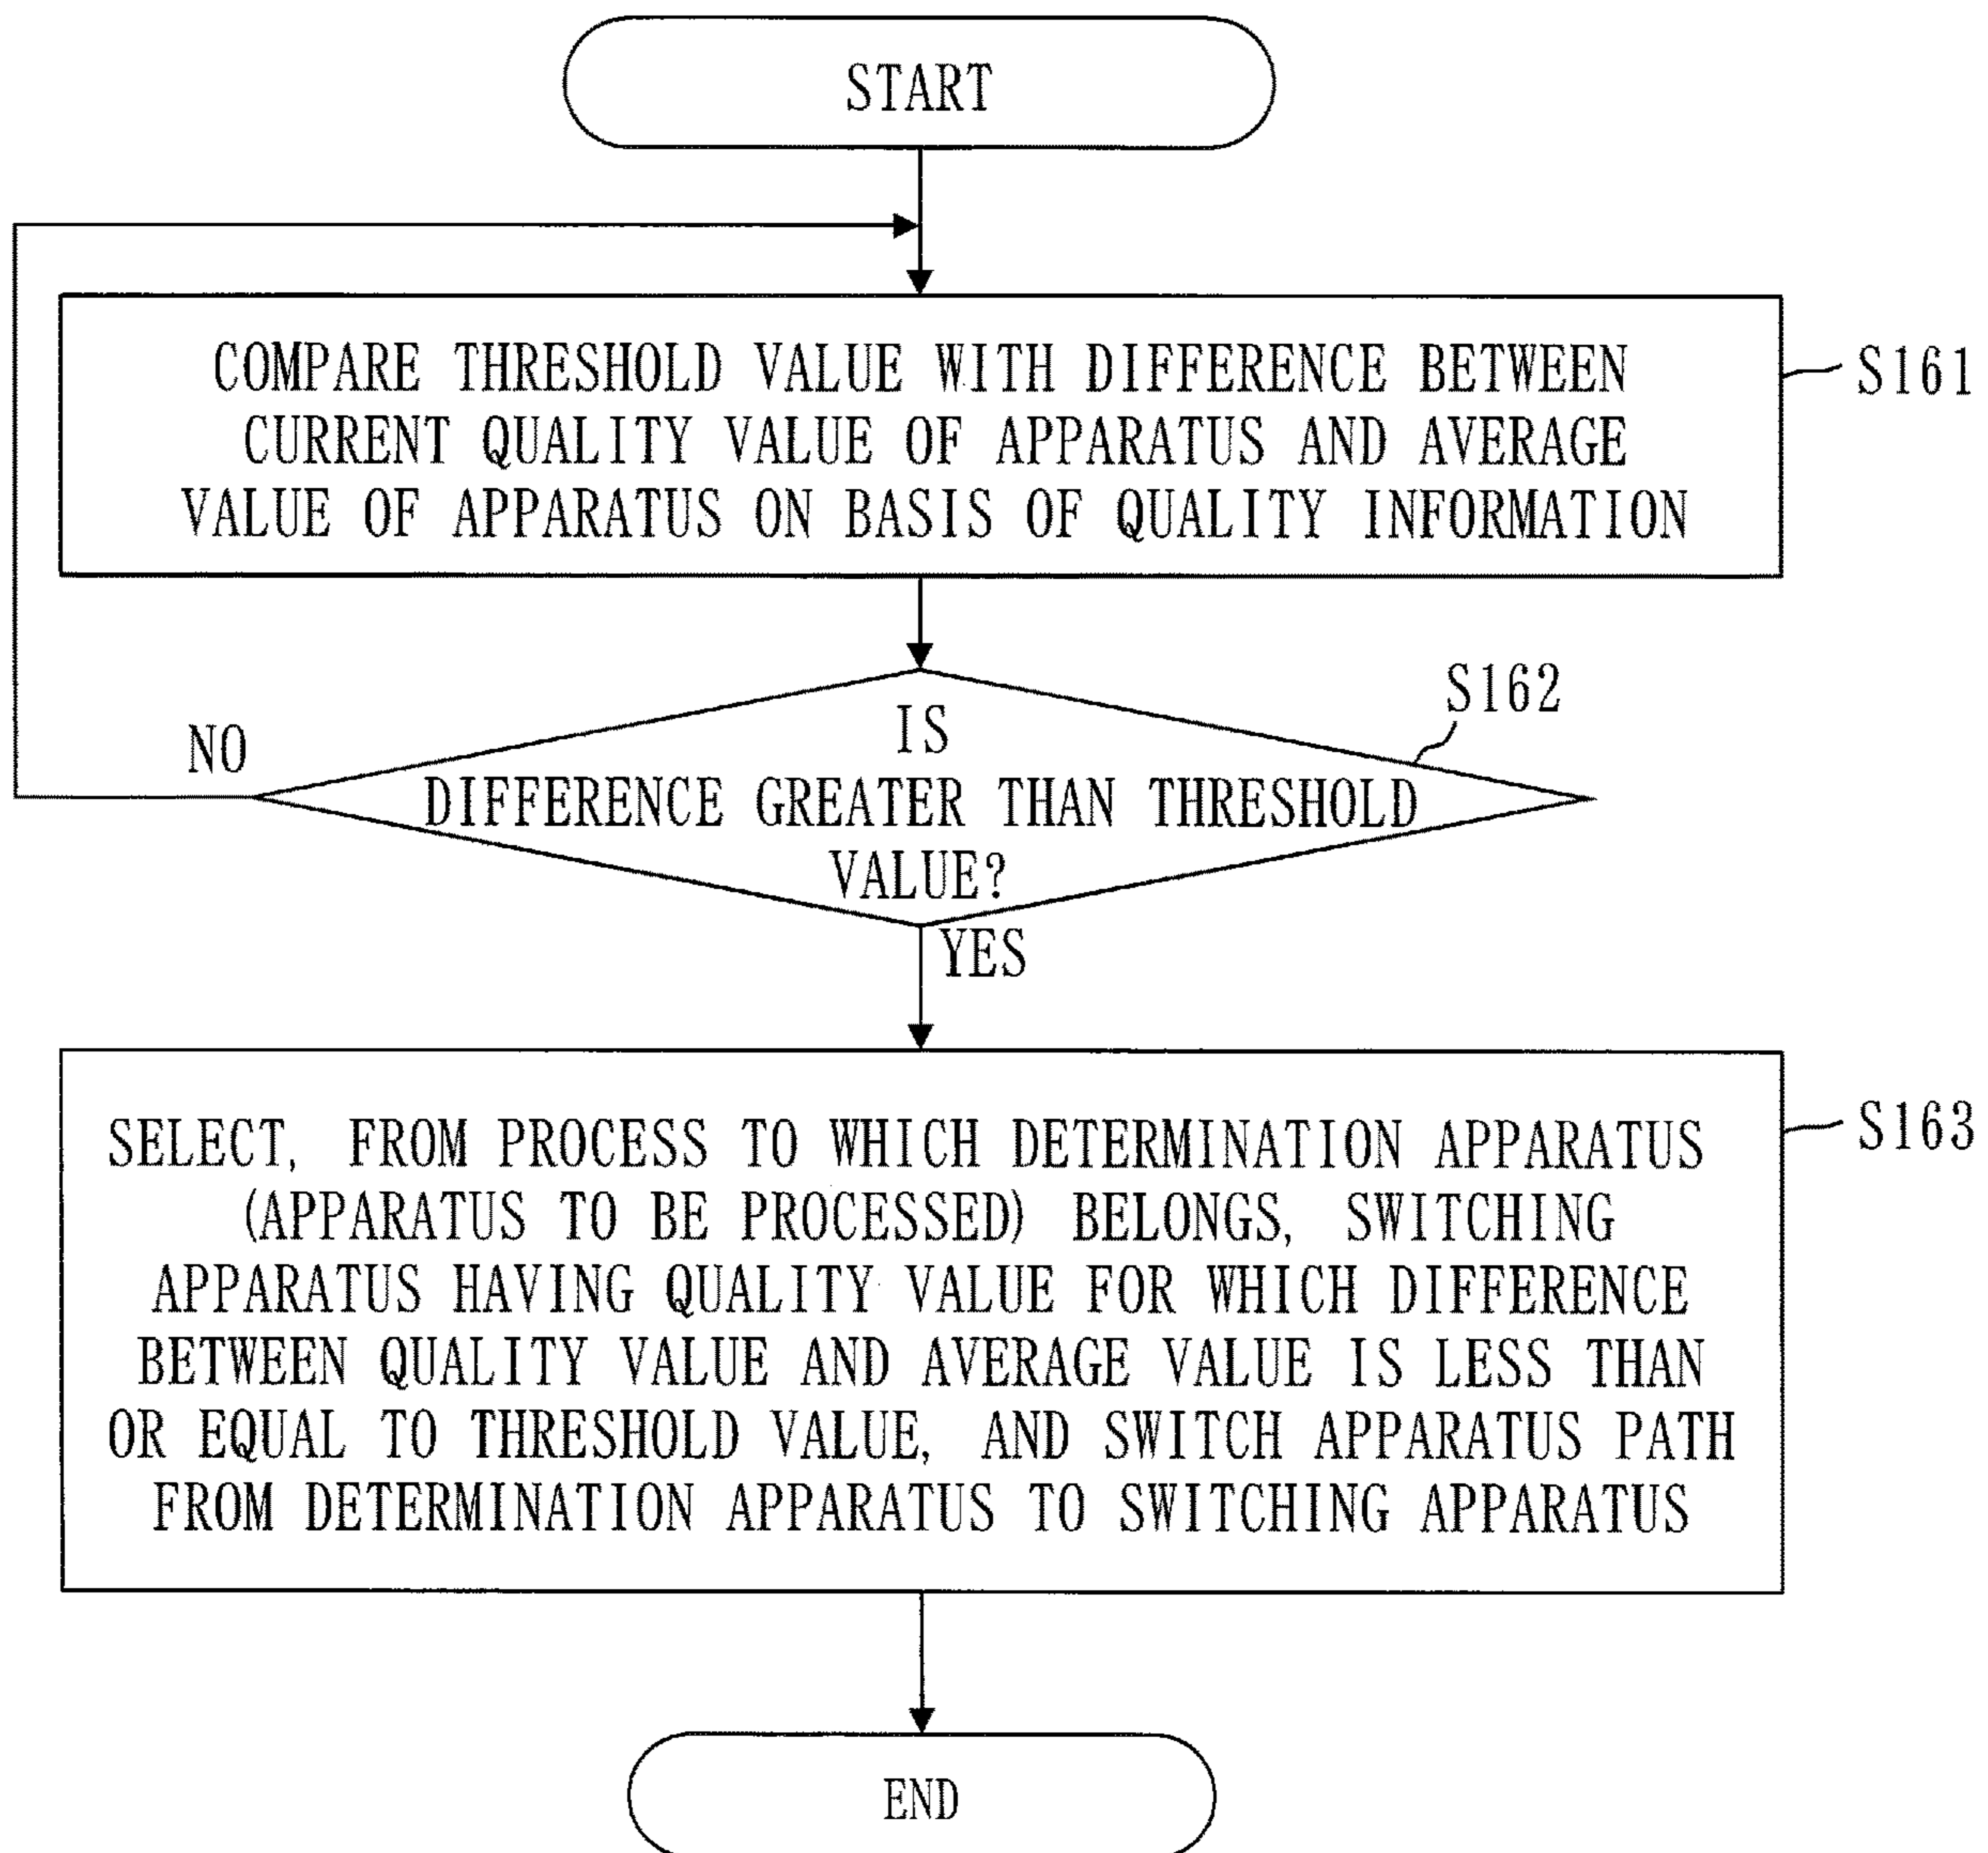 START
COMPARE THRESHOLD VALUE WITH DIFFERENCE BETWEEN
CURRENT QUALITY VALUE OF APPARATUS AND AVERAGE
VALUE OF APPARATUS ON BASIS OF QUALITY INFORMATION
S161
S162
IS
DIFFERENCE GREATER THAN THRESHOLD
VALUE?
NO
YES
SELECT, FROM PROCESS TO WHICH DETERMINATION APPARATUS
(APPARATUS TO BE PROCESSED) BELONGS, SWITCHING
APPARATUS HAVING QUALITY VALUE FOR WHICH DIFFERENCE
BETWEEN QUALITY VALUE AND AVERAGE VALUE IS LESS THAN
OR EQUAL TO THRESHOLD VALUE, AND SWITCH APPARATUS PATH
FROM DETERMINATION APPARATUS TO SWITCHING APPARATUS
S163
END